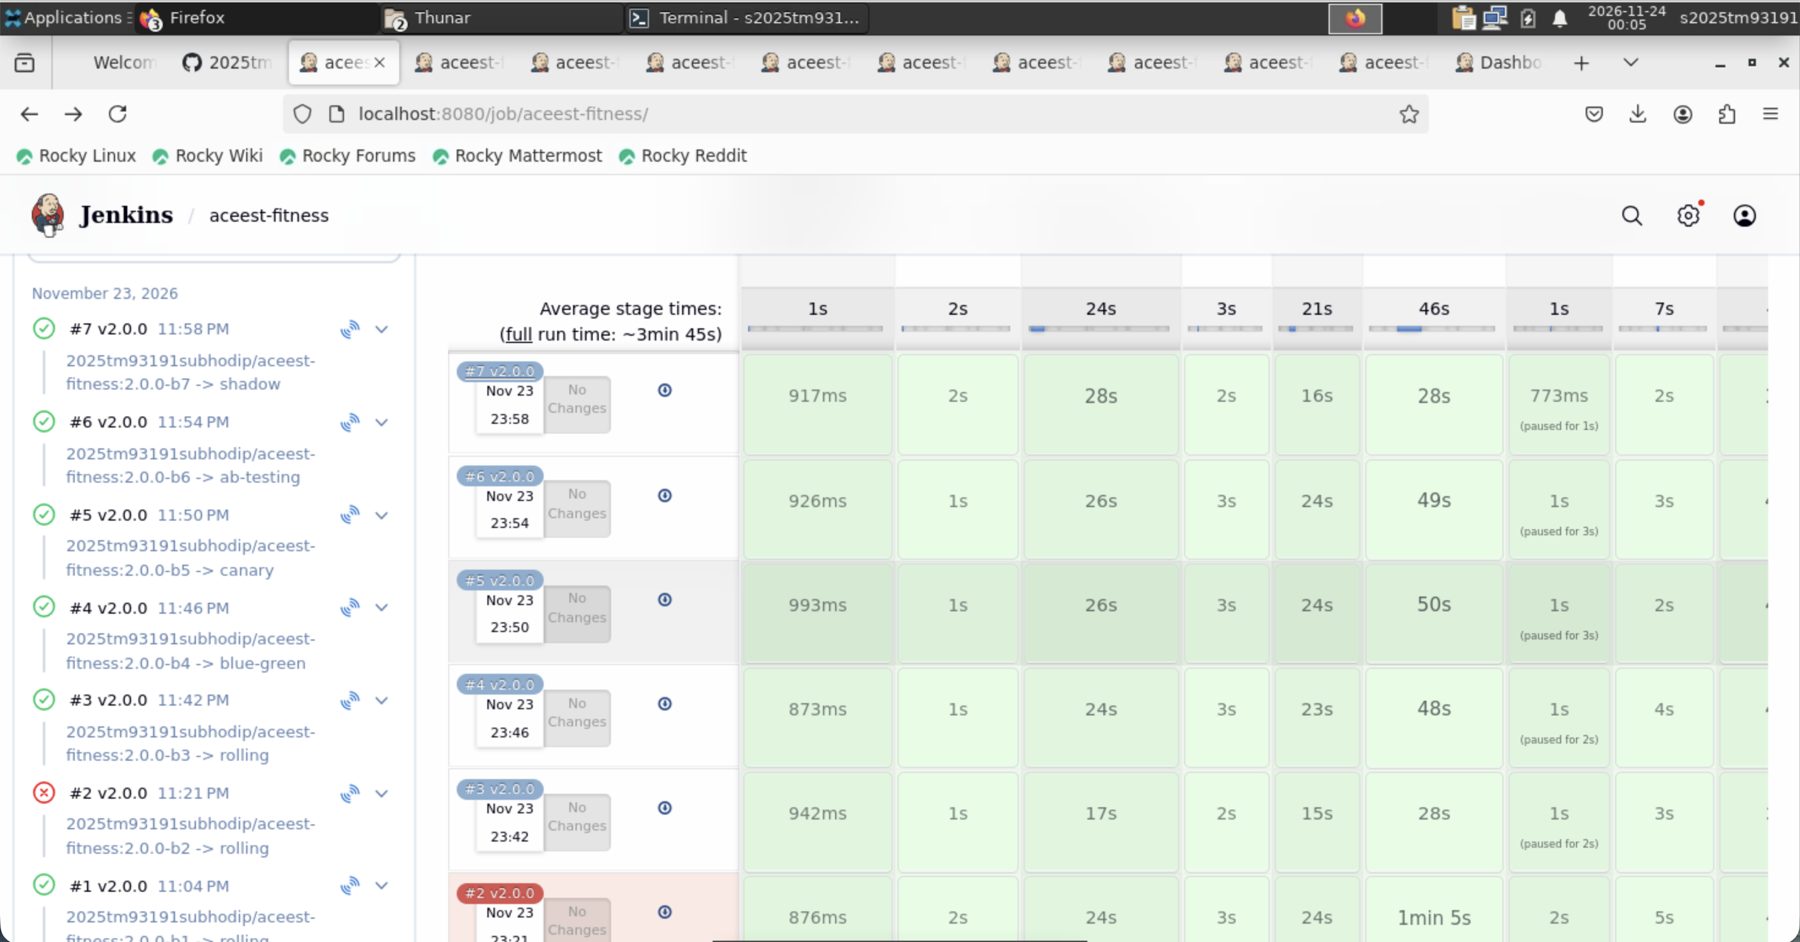 Applications Firefox 3 Thunar 2 Terminal - s2025tm931... 2026-11-24 00:05 s2025tm93191
Welcom 2025tm acees aceest-f aceest- aceest- aceest- aceest- aceest- aceest- aceest- aceest- Dashbo
localhost:8080/job/aceest-fitness/
Rocky Linux Rocky Wiki Rocky Forums Rocky Mattermost Rocky Reddit
Jenkins / aceest-fitness
November 23, 2026
#7 v2.0.0 11:58 PM
2025tm93191subhodip/aceest-
fitness:2.0.0-b7 -> shadow
#6 v2.0.0 11:54 PM
2025tm93191subhodip/aceest-
fitness:2.0.0-b6 -> ab-testing
#5 v2.0.0 11:50 PM
2025tm93191subhodip/aceest-
fitness:2.0.0-b5 -> canary
#4 v2.0.0 11:46 PM
2025tm93191subhodip/aceest-
fitness:2.0.0-b4 -> blue-green
#3 v2.0.0 11:42 PM
2025tm93191subhodip/aceest-
fitness:2.0.0-b3 -> rolling
#2 v2.0.0 11:21 PM
2025tm93191subhodip/aceest-
fitness:2.0.0-b2 -> rolling
#1 v2.0.0 11:04 PM
2025tm93191subhodip/aceest-
fitness:2.0.0-b1 -> rolling
Average stage times: 1s 2s 24s 3s 21s 46s 1s 7s
(full run time: ~3min 45s)
#7 v2.0.0
Nov 23 No Changes 917ms 2s 28s 2s 16s 28s 773ms 2s
23:58 (paused for 1s)
#6 v2.0.0
Nov 23 No Changes 926ms 1s 26s 3s 24s 49s 1s 3s
23:54 (paused for 3s)
#5 v2.0.0
Nov 23 No Changes 993ms 1s 26s 3s 24s 50s 1s 2s
23:50 (paused for 3s)
#4 v2.0.0
Nov 23 No Changes 873ms 1s 24s 3s 23s 48s 1s 4s
23:46 (paused for 2s)
#3 v2.0.0
Nov 23 No Changes 942ms 1s 17s 2s 15s 28s 1s 3s
23:42 (paused for 2s)
#2 v2.0.0
Nov 23 No Changes 876ms 2s 24s 3s 24s 1min 5s 2s 5s
23:21